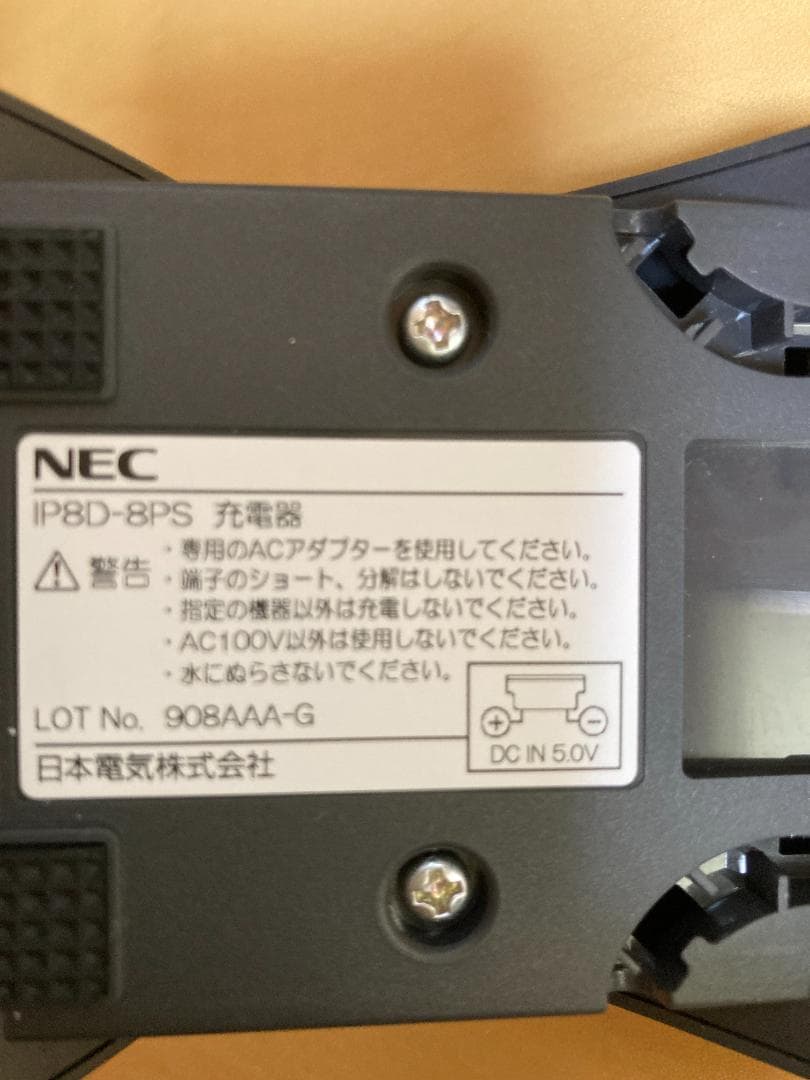 NEC
IP8D-8PS 充電器
警告
・専用のACアダプターを使用してください。
・端子のショート、分解はしないでください。
・指定の機器以外は充電しないでください。
・AC100V以外は使用しないでください。
・水にぬらさないでください。
LOT No. 908AAA-G
日本電気株式会社
+ −
DC IN 5.0V